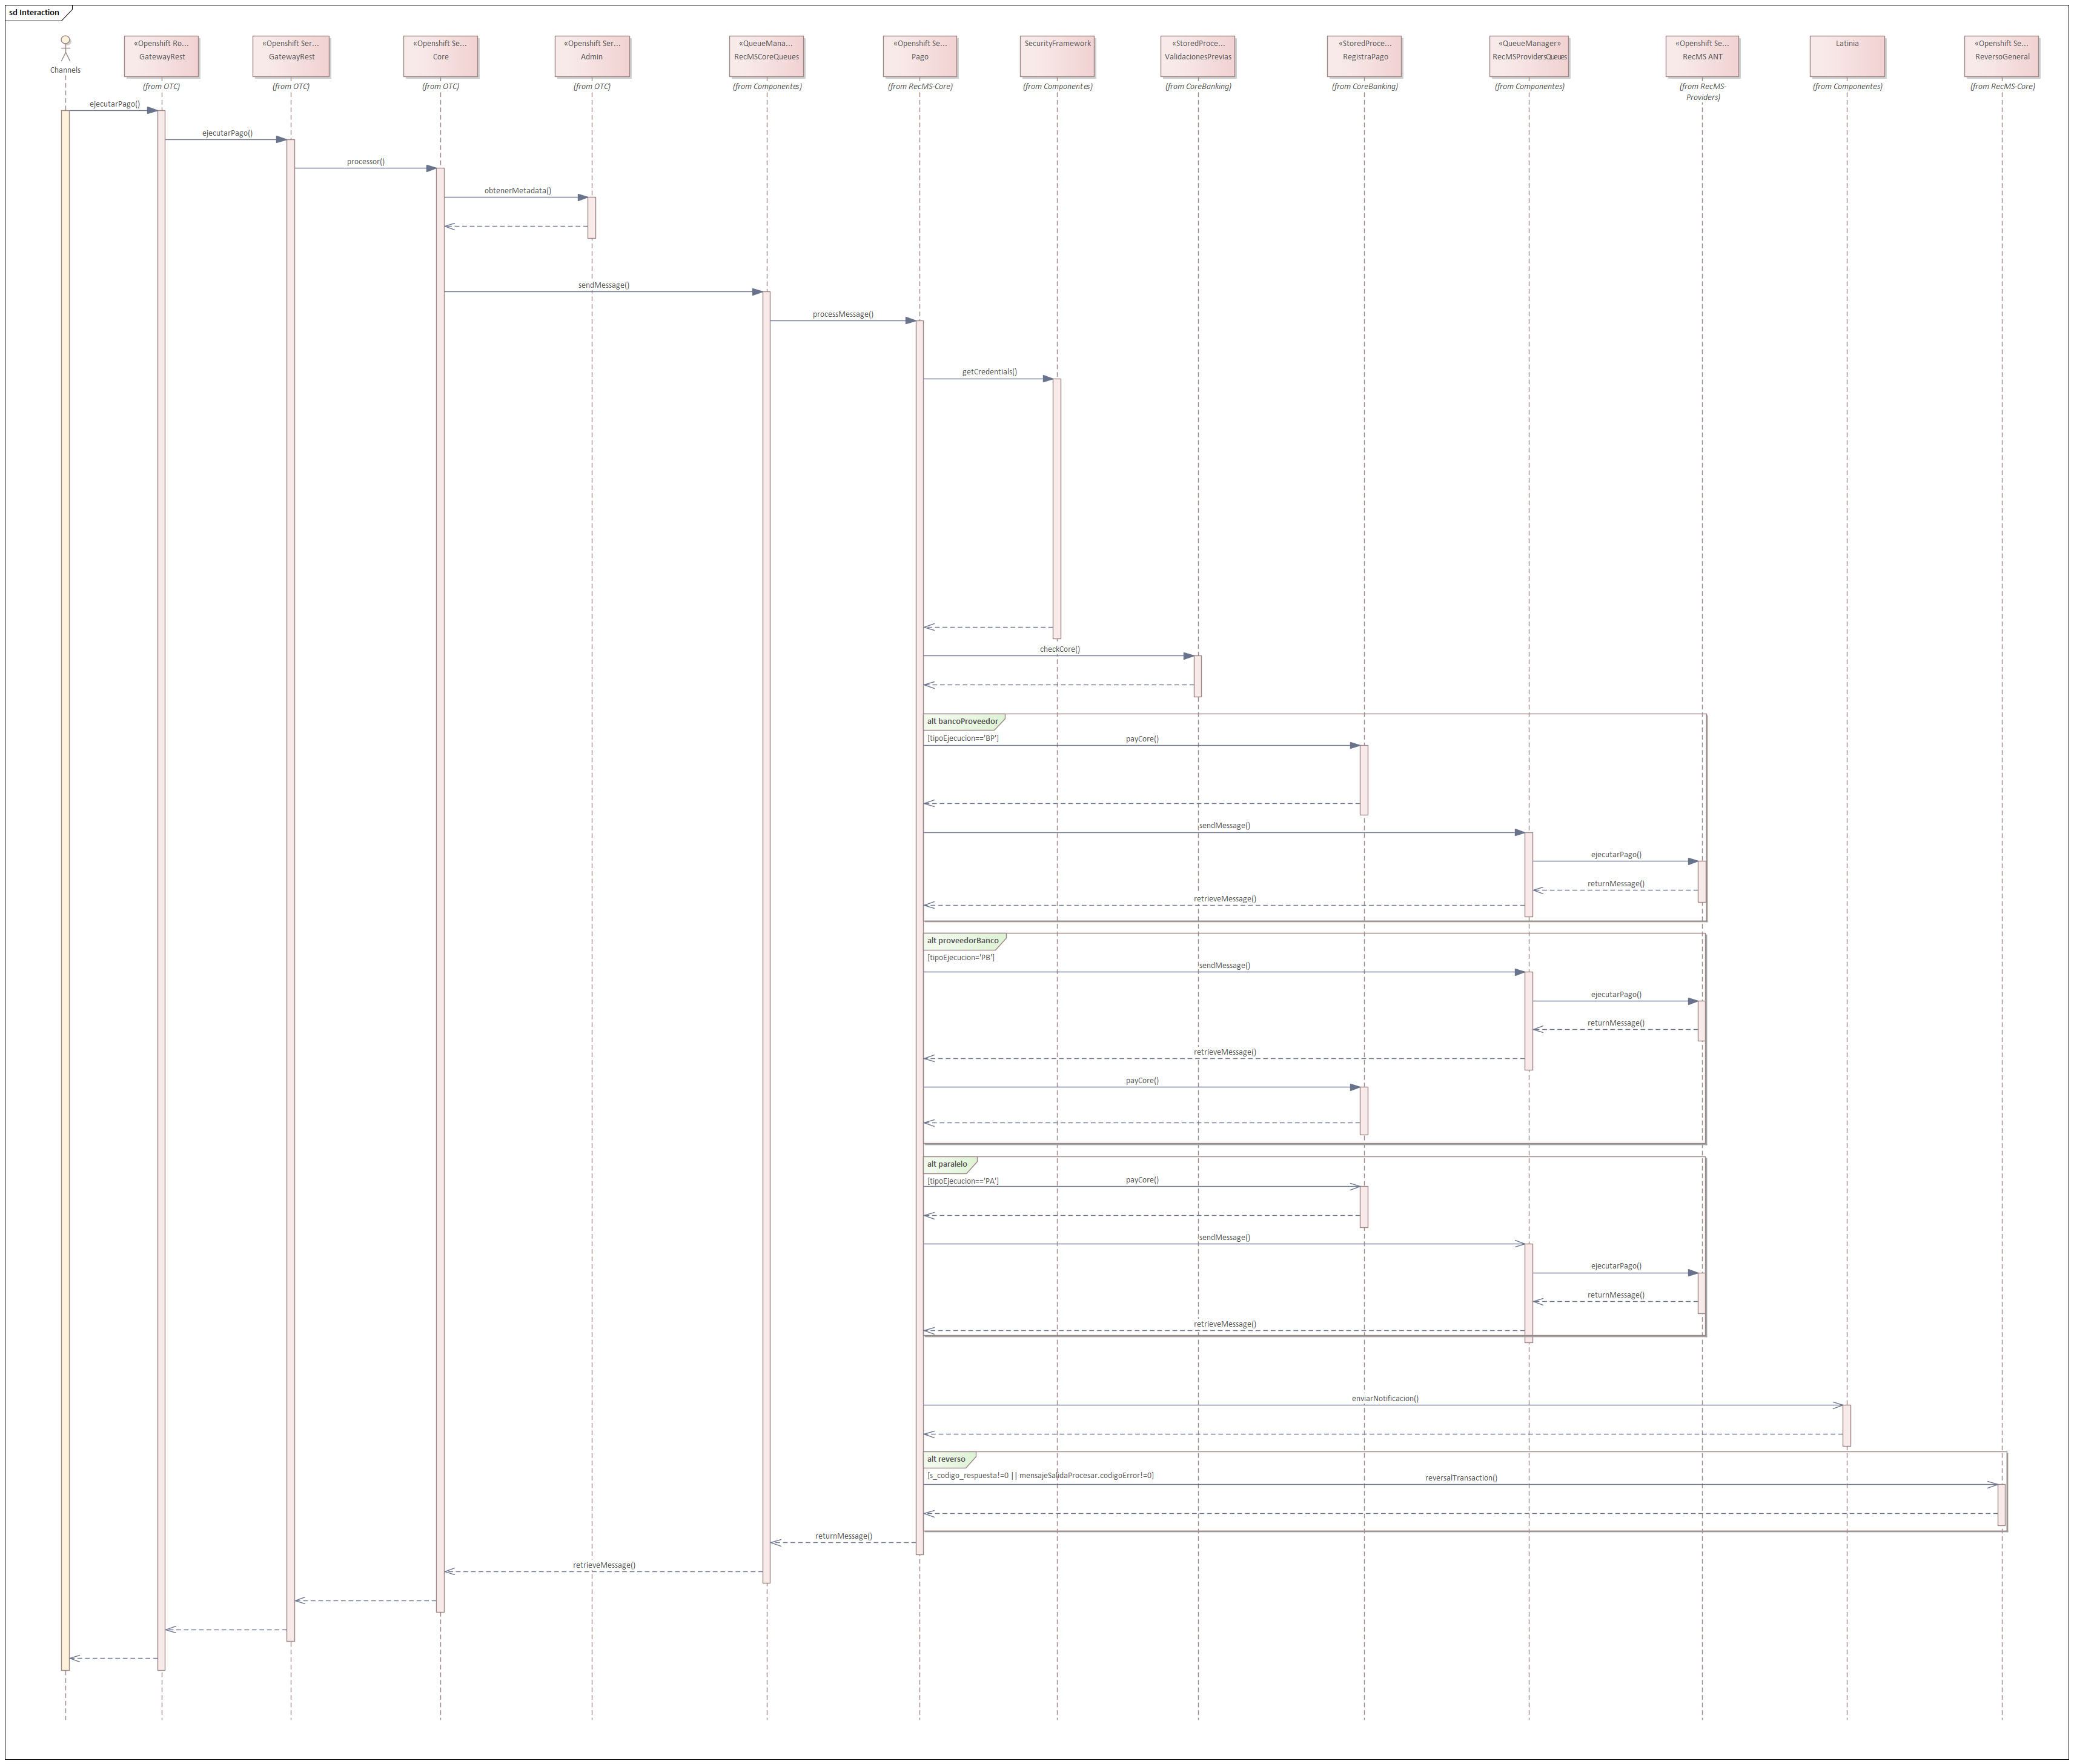 sd Interaction
Channels
«Openshift Ro...
GatewayRest
(from OTC)
«Openshift Ser...
GatewayRest
(from OTC)
«Openshift Se...
Core
(from OTC)
«Openshift Ser...
Admin
(from OTC)
«QueueMana...
RecMSCoreQueues
(from Componentes)
«Openshift Se...
Pago
(from RecMS-Core)
SecurityFramework
(from Componentes)
«StoredProce...
ValidacionesPrevias
(from CoreBanking)
«StoredProce...
RegistraPago
(from CoreBanking)
«QueueManager»
RecMSProvidersQueues
(from Componentes)
«Openshift Se...
RecMS ANT
(from RecMS-
Providers)
Latinia
(from Componentes)
«Openshift Se...
ReversoGeneral
(from RecMS-Core)
ejecutarPago()
ejecutarPago()
processor()
obtenerMetadata()
sendMessage()
processMessage()
getCredentials()
checkCore()
alt bancoProveedor
[tipoEjecucion=='BP']
payCore()
sendMessage()
ejecutarPago()
returnMessage()
retrieveMessage()
alt proveedorBanco
[tipoEjecucion='PB']
sendMessage()
ejecutarPago()
returnMessage()
retrieveMessage()
payCore()
alt paralelo
[tipoEjecucion=='PA']
payCore()
sendMessage()
ejecutarPago()
returnMessage()
retrieveMessage()
enviarNotificacion()
alt reverso
[s_codigo_respuesta!=0 || mensajeSalidaProcesar.codigoError!=0]
reversalTransaction()
returnMessage()
retrieveMessage()